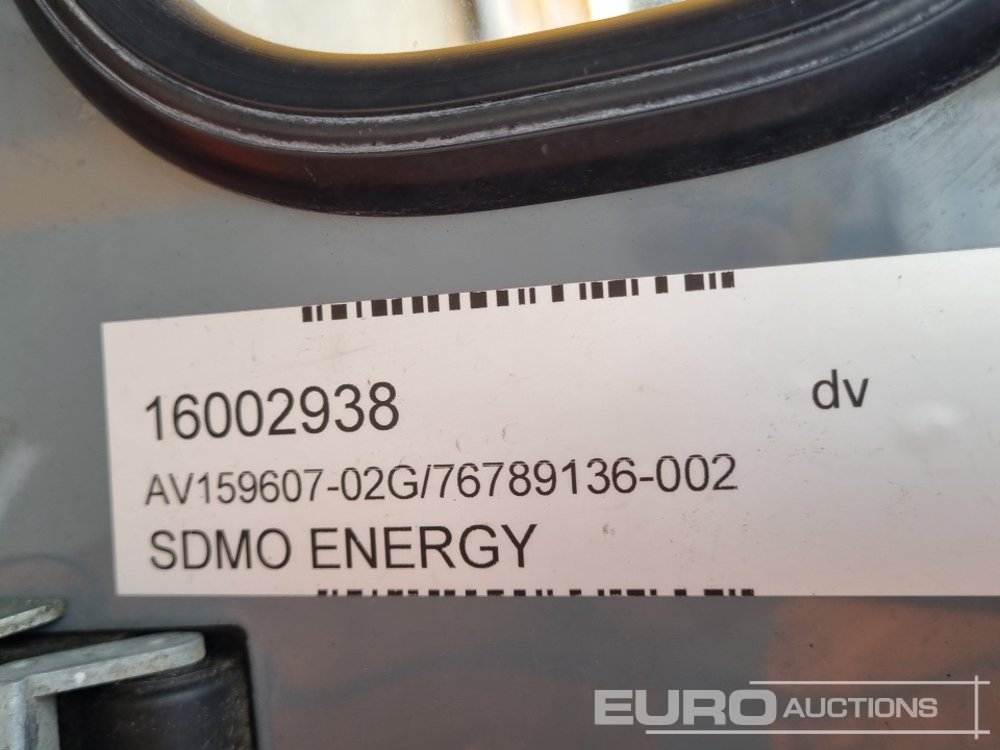 16002938 dv
AV159607-02G/76789136-002
SDMO ENERGY
EURO AUCTIONS